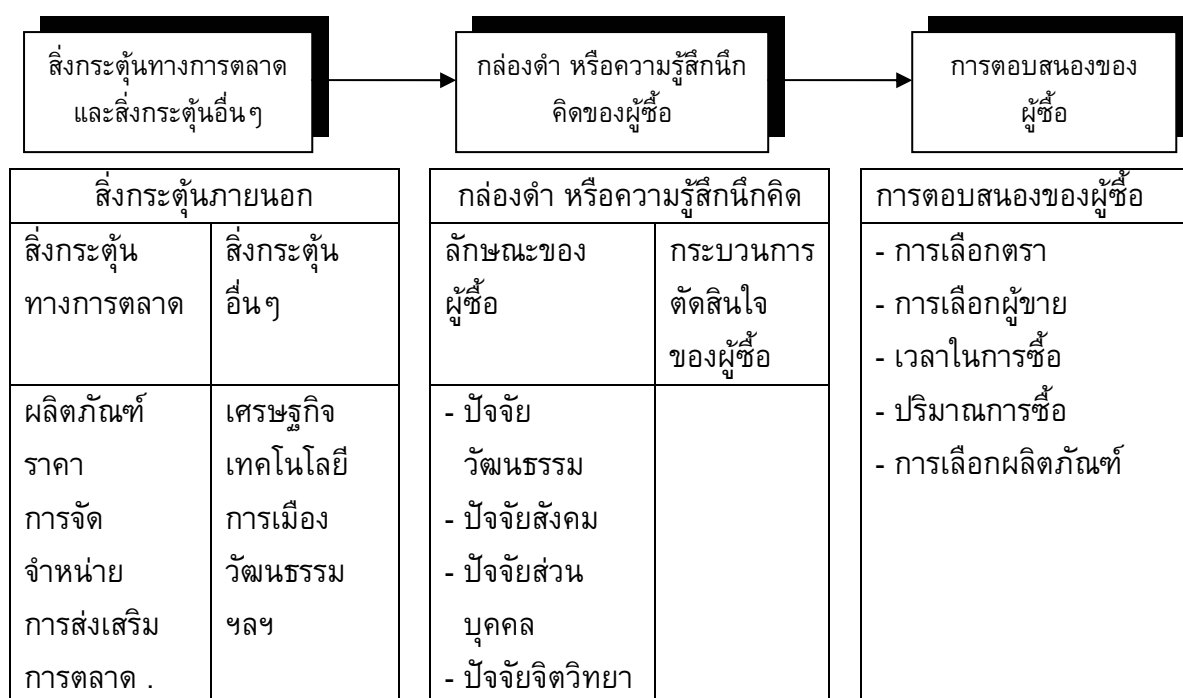 สิ่งกระตุ้นทางการตลาด
และสิ่งกระตุ้นอื่นๆ
กล่องดำ หรือความรู้สึกนึก
คิดของผู้ซื้อ
การตอบสนองของ
ผู้ซื้อ
สิ่งกระตุ้นภายนอก
สิ่งกระตุ้น
ทางการตลาด
สิ่งกระตุ้น
อื่นๆ
ผลิตภัณฑ์
ราคา
การจัด
จำหน่าย
การส่งเสริม
การตลาด .
เศรษฐกิจ
เทคโนโลยี
การเมือง
วัฒนธรรม
ฯลฯ
กล่องดำ หรือความรู้สึกนึกคิด
ลักษณะของ
ผู้ซื้อ
กระบวนการ
ตัดสินใจ
ของผู้ซื้อ
- ปัจจัย
วัฒนธรรม
- ปัจจัยสังคม
- ปัจจัยส่วน
บุคคล
- ปัจจัยจิตวิทยา
การตอบสนองของผู้ซื้อ
- การเลือกตรา
- การเลือกผู้ขาย
- เวลาในการซื้อ
- ปริมาณการซื้อ
- การเลือกผลิตภัณฑ์